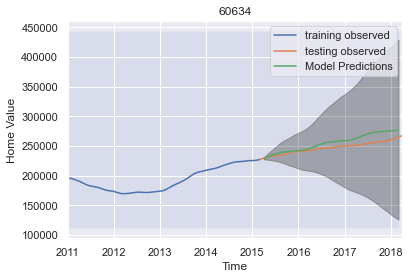 60634
450000
400000
350000
300000
250000
200000
150000
100000
Home Value
training observed
testing observed
Model Predictions
2011 2012 2013 2014 2015 2016 2017 2018
Time